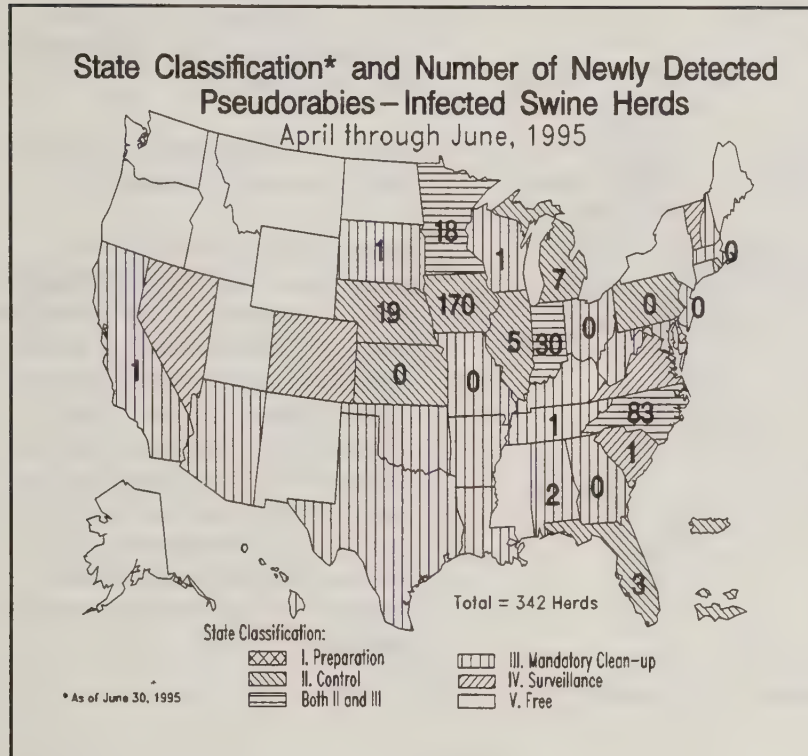 State Classification* and Number of Newly Detected
Pseudorabies–Infected Swine Herds
April through June, 1995
18
1
1
0
7
19
170
0
0
5
30
0
1
0
0
83
1
1
2
0
3
Total = 342 Herds
State Classification:
I. Preparation
II. Control
Both II and III
III. Mandatory Clean-up
IV. Surveillance
V. Free
* As of June 30, 1995